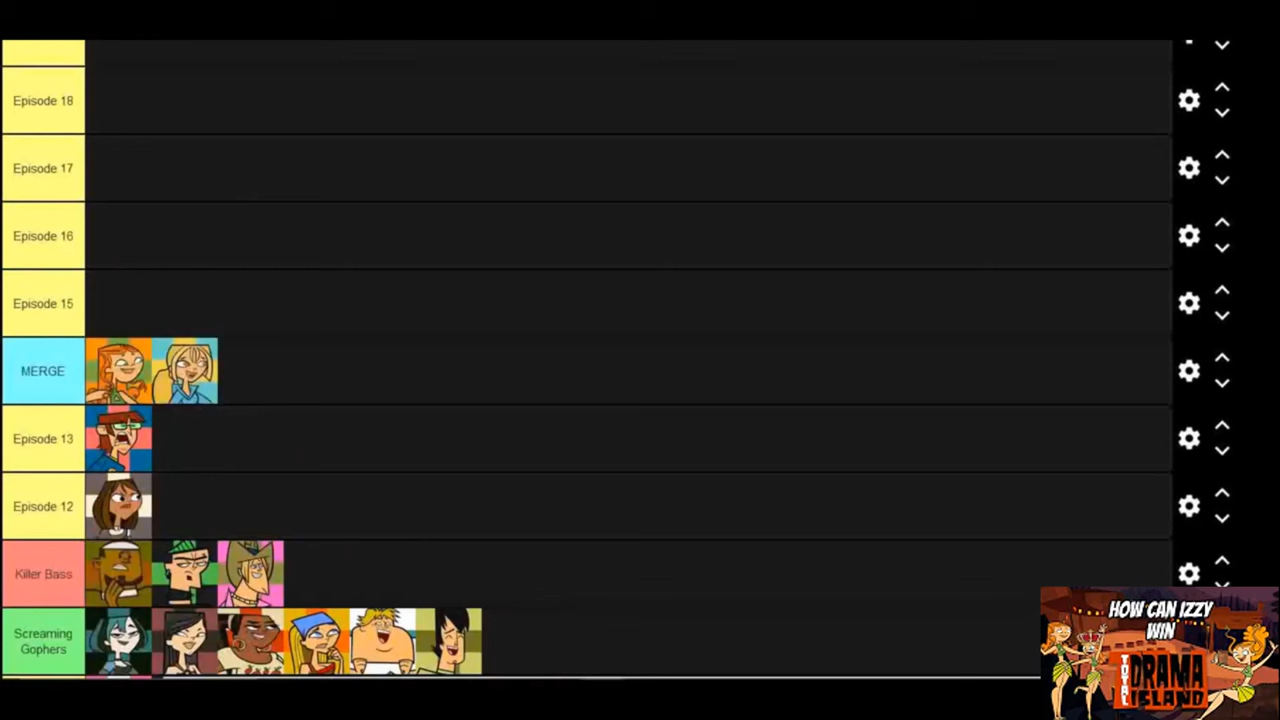 Episode 18
Episode 17
Episode 16
Episode 15
MERGE
Episode 13
Episode 12
Killer Bass
Screaming
Gophers
HOW CAN IZZY
WIN
TOTAL
DRAMA
ISLAND